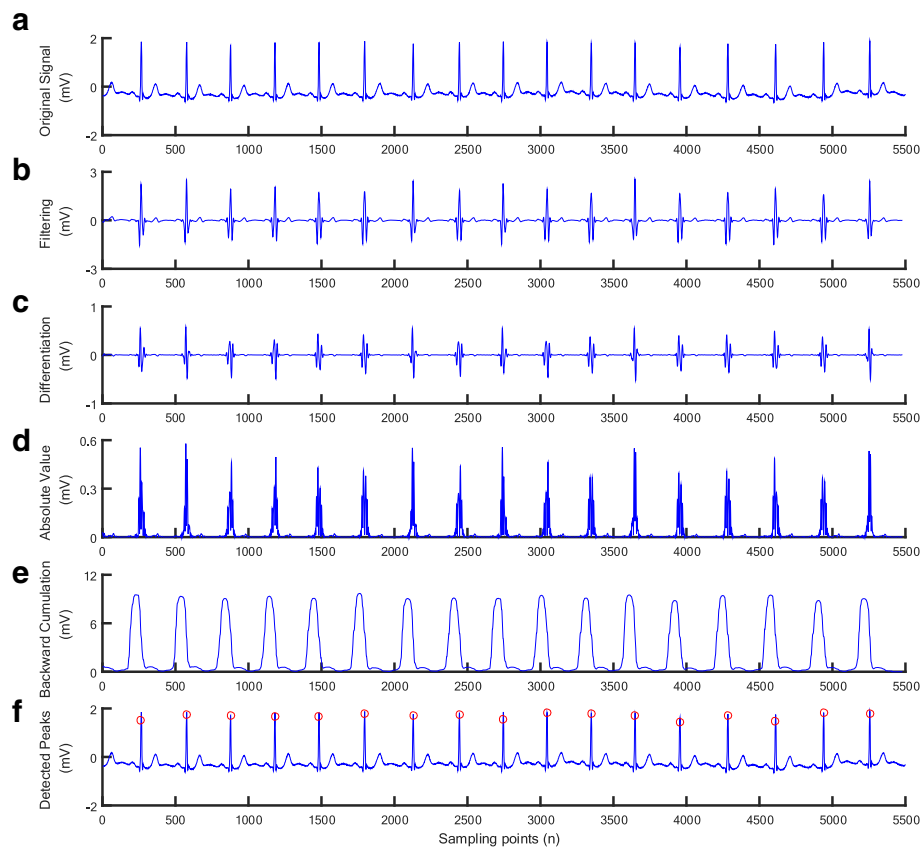 a
Original Signal
(mV)
2
0
-2
0 500 1000 1500 2000 2500 3000 3500 4000 4500 5000 5500
b
Filtering
(mV)
3
0
-3
0 500 1000 1500 2000 2500 3000 3500 4000 4500 5000 5500
c
Differentiation
(mV)
1
0
-1
0 500 1000 1500 2000 2500 3000 3500 4000 4500 5000 5500
d
Absolute Value
(mV)
0.6
0.3
0
0 500 1000 1500 2000 2500 3000 3500 4000 4500 5000 5500
e
Backward Cumulation
(mV)
12
6
0
0 500 1000 1500 2000 2500 3000 3500 4000 4500 5000 5500
f
Detected Peaks
(mV)
2
0
-2
0 500 1000 1500 2000 2500 3000 3500 4000 4500 5000 5500
Sampling points (n)